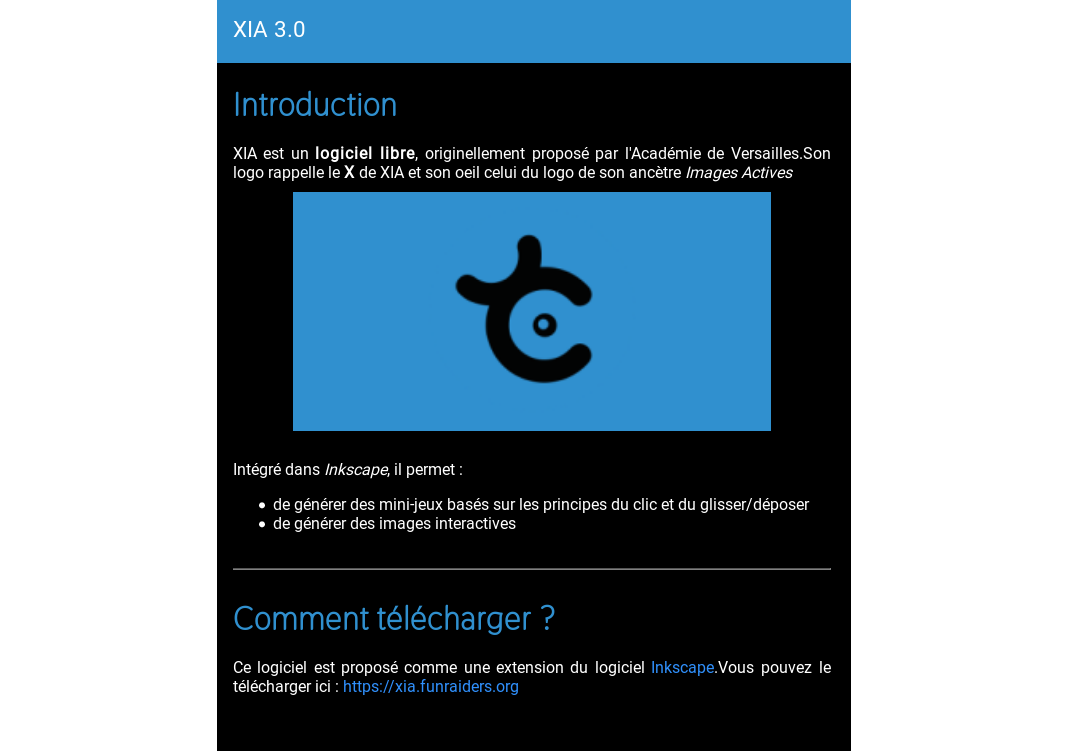 XIA 3.0
Introduction
XIA est un logiciel libre, originellement proposé par l'Académie de Versailles.Son
logo rappelle le X de XIA et son oeil celui du logo de son ancètre Images Actives
Intégré dans Inkscape, il permet :
• de générer des mini-jeux basés sur les principes du clic et du glisser/déposer
• de générer des images interactives
Comment télécharger ?
Ce logiciel est proposé comme une extension du logiciel Inkscape.Vous pouvez le
télécharger ici : https://xia.funraiders.org